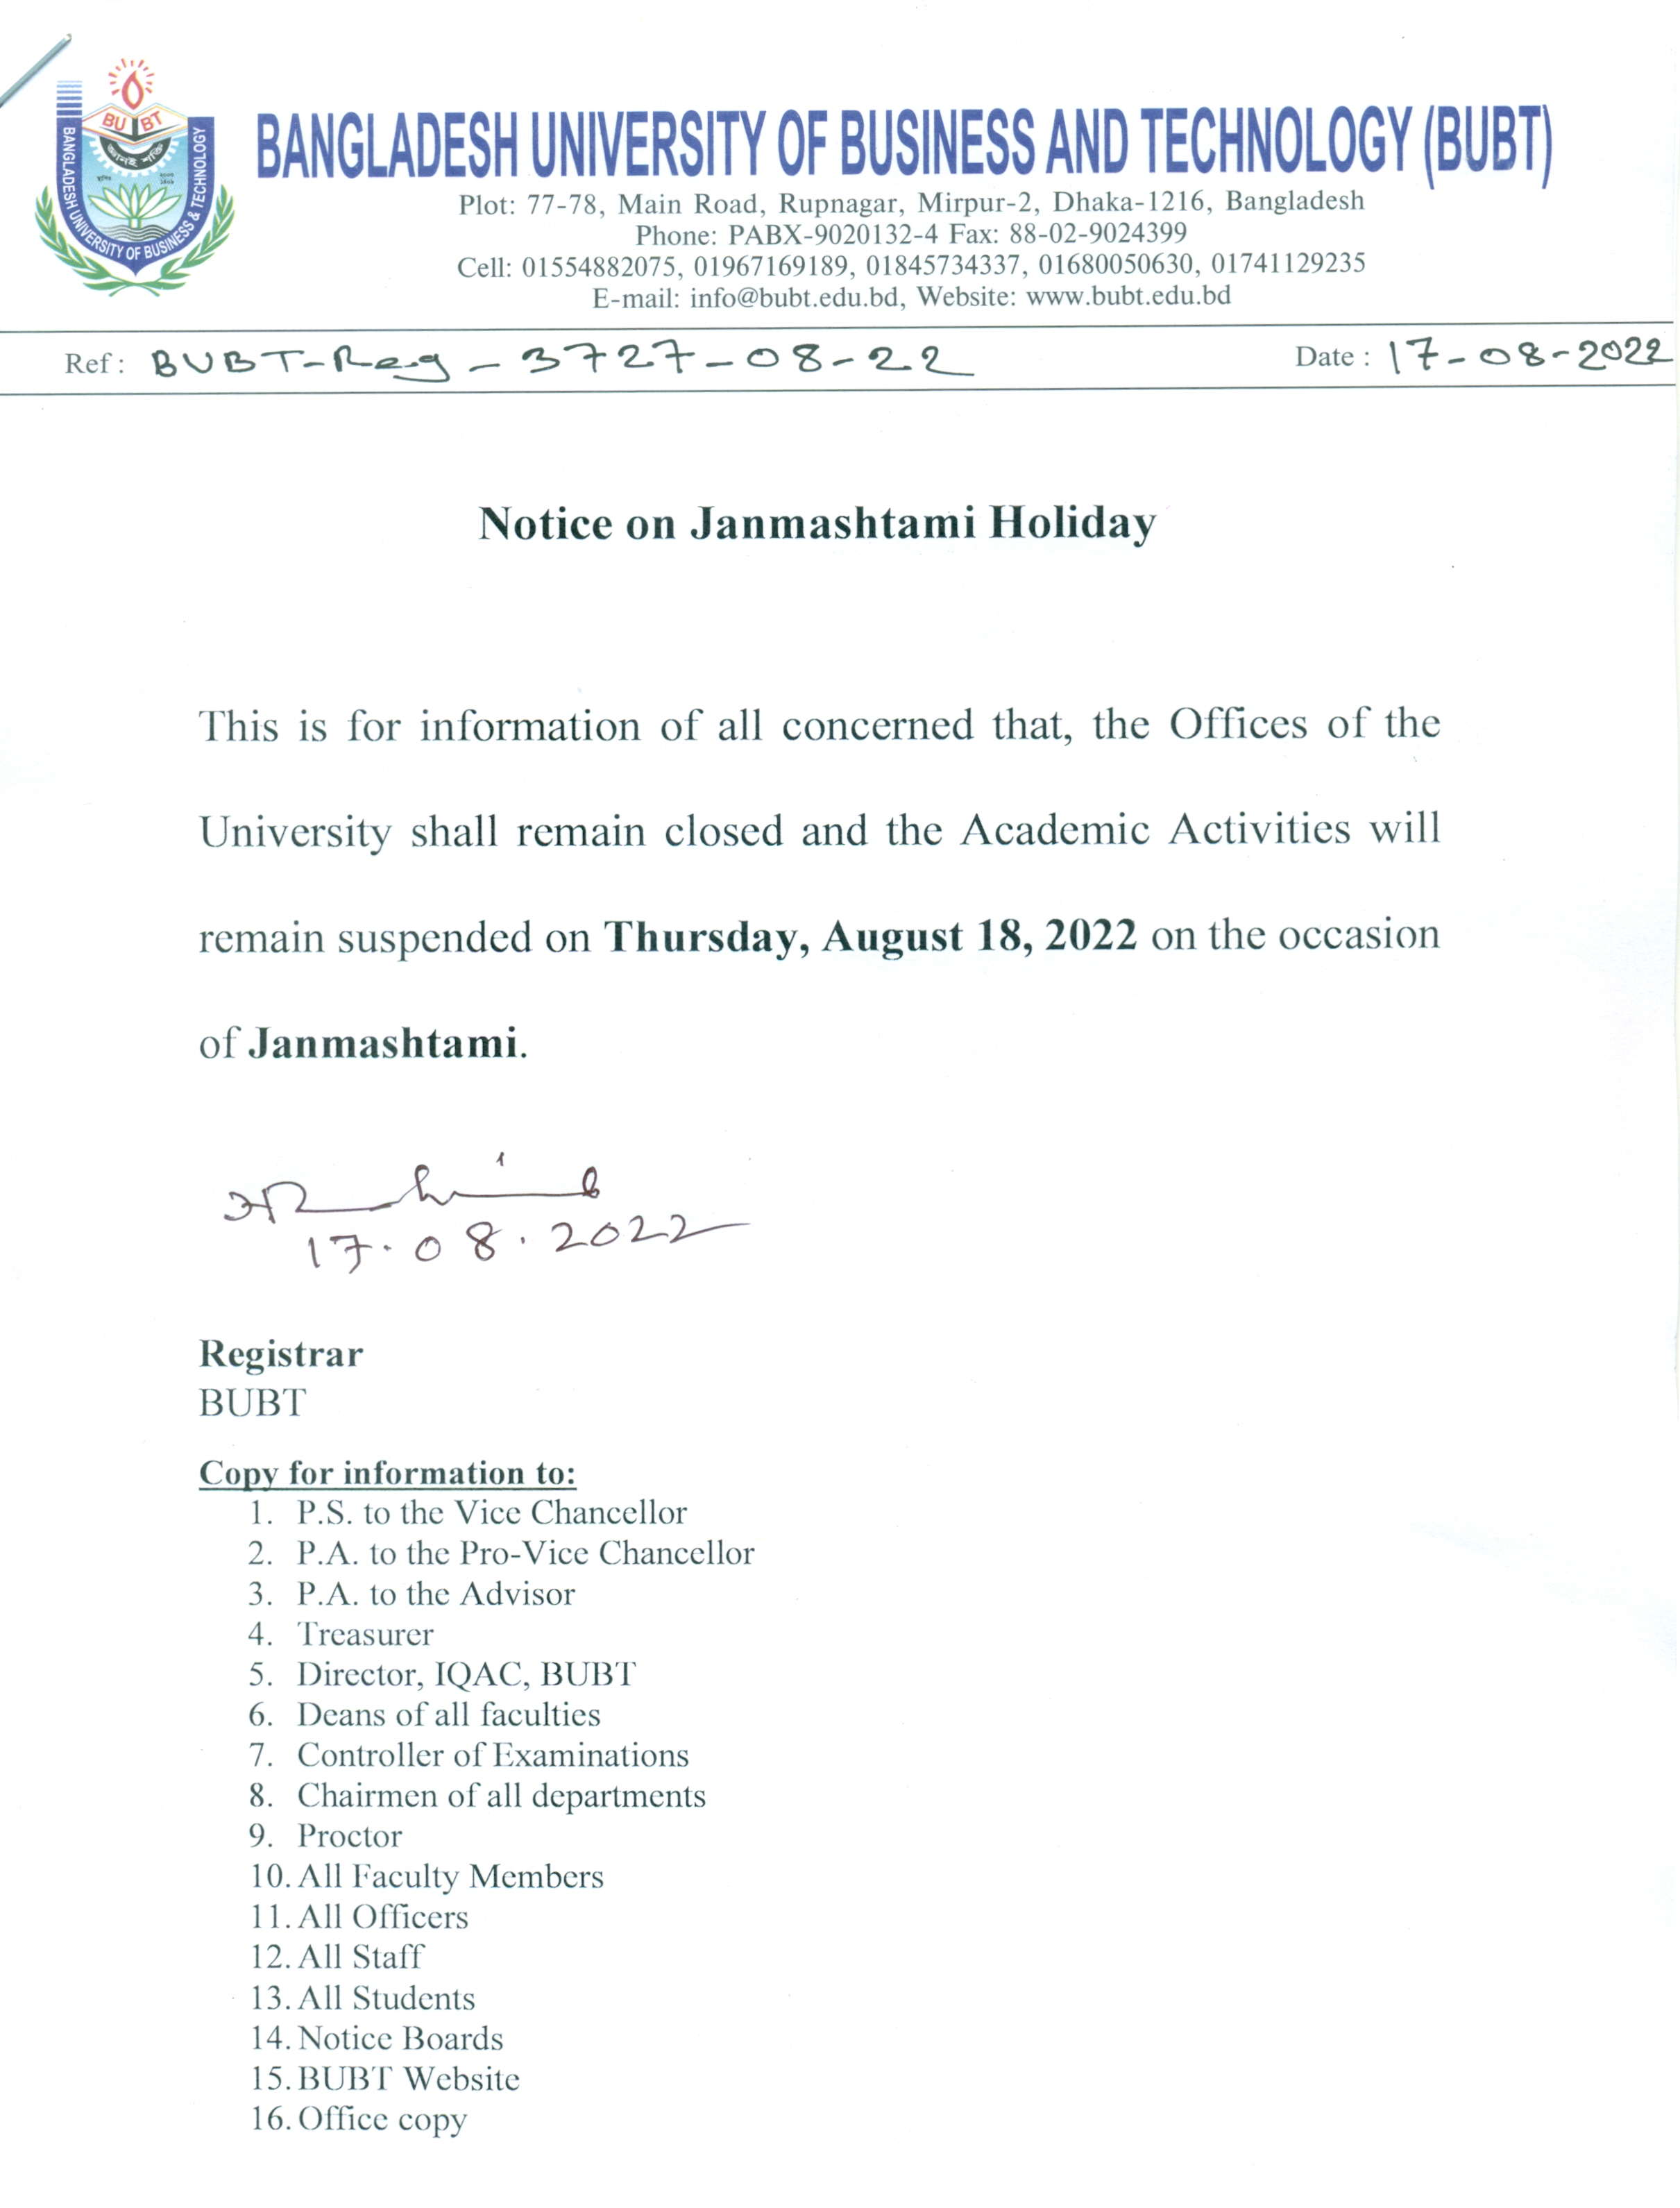 BANGLADESH UNIVERSITY OF BUSINESS AND TECHNOLOGY (BUBT)
BU BT
BANGLADESH UNIVERSITY OF BUSINESS & TECHNOLOGY
Plot: 77-78, Main Road, Rupnagar, Mirpur-2, Dhaka-1216, Bangladesh
Phone: PABX-9020132-4 Fax: 88-02-9024399
Cell: 01554882075, 01967169189, 01845734337, 01680050630, 01741129235
E-mail: info@bubt.edu.bd, Website: www.bubt.edu.bd
Ref : BUBT-Reg-3727-08-22 Date : 17-08-2022
Notice on Janmashtami Holiday
This is for information of all concerned that, the Offices of the
University shall remain closed and the Academic Activities will
remain suspended on Thursday, August 18, 2022 on the occasion
of Janmashtami.
17.08.2022
Registrar
BUBT
Copy for information to:
1. P.S. to the Vice Chancellor
2. P.A. to the Pro-Vice Chancellor
3. P.A. to the Advisor
4. Treasurer
5. Director, IQAC, BUBT
6. Deans of all faculties
7. Controller of Examinations
8. Chairmen of all departments
9. Proctor
10. All Faculty Members
11. All Officers
12. All Staff
13. All Students
14. Notice Boards
15. BUBT Website
16. Office copy